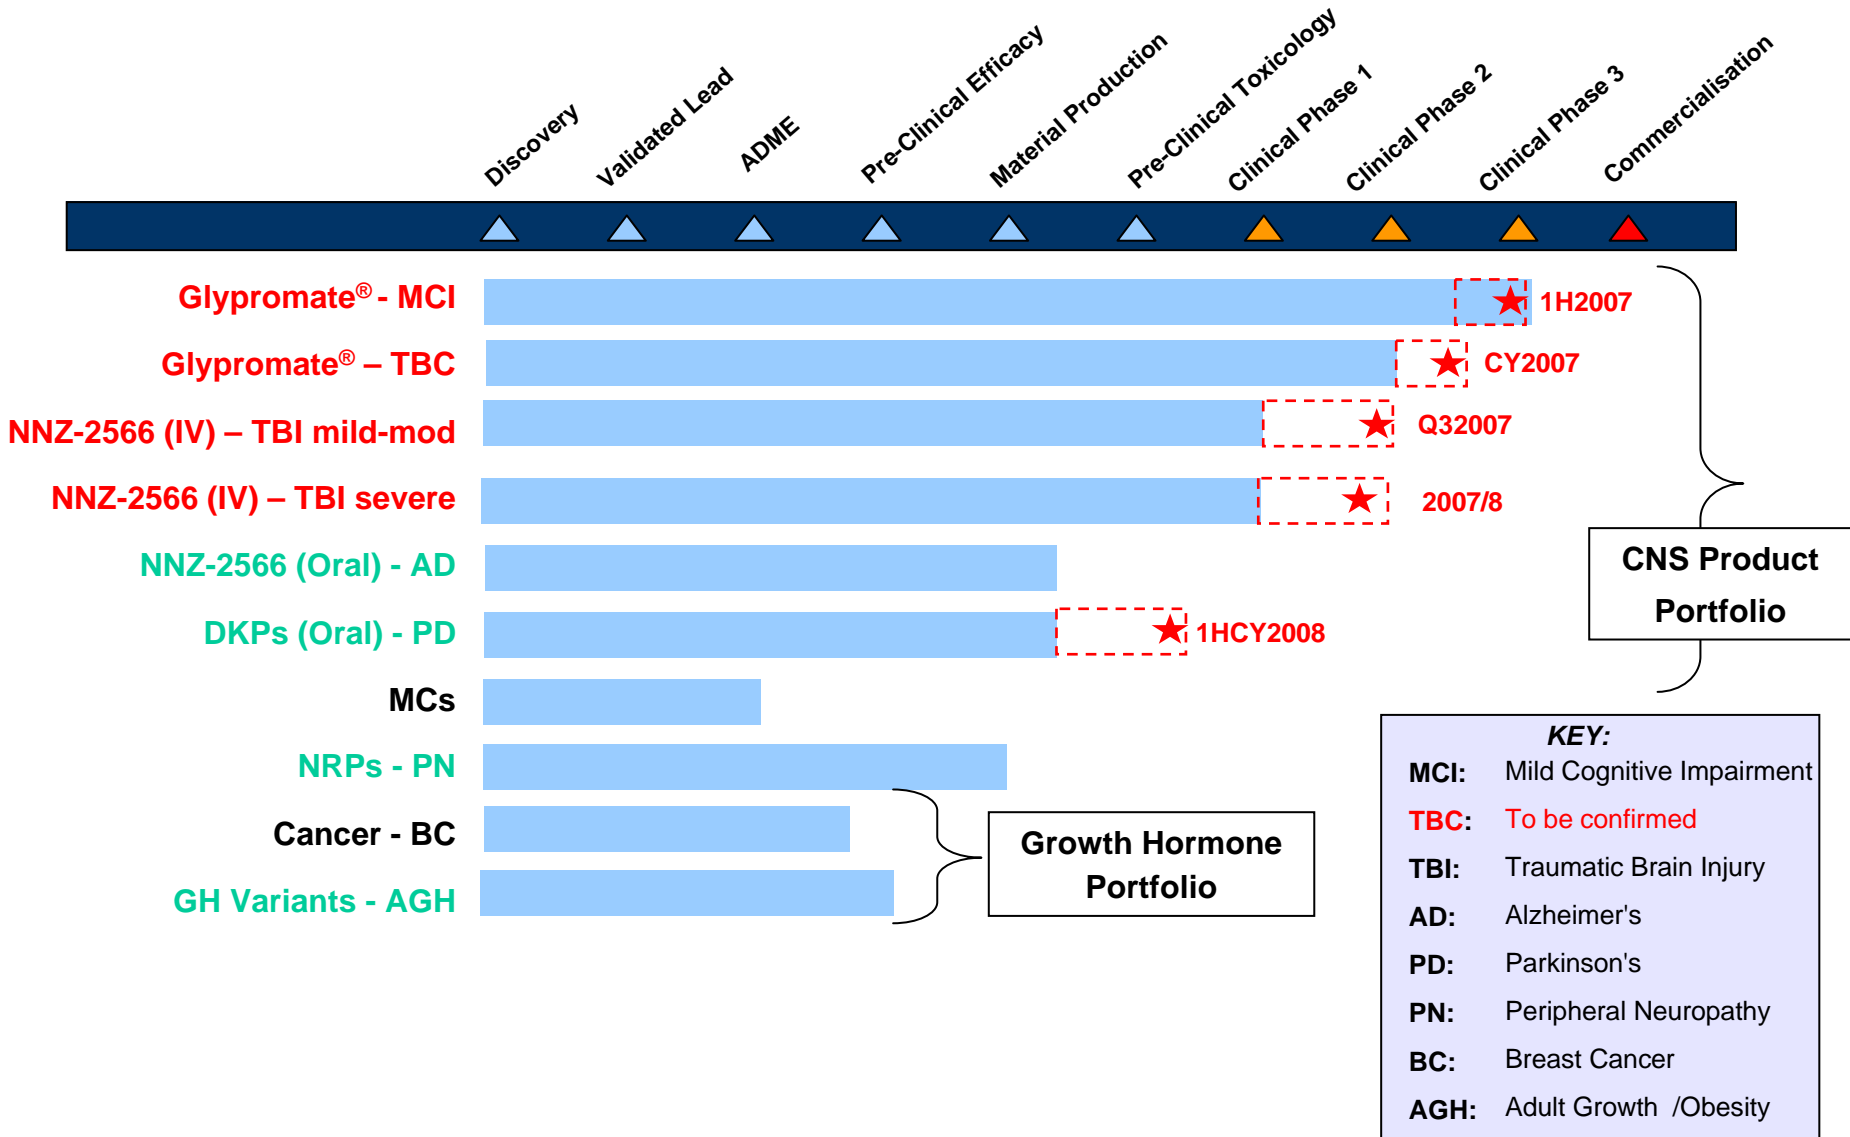 Discovery
Validated Lead
ADME
Pre-Clinical Efficacy
Material Production
Pre-Clinical Toxicology
Clinical Phase 1
Clinical Phase 2
Clinical Phase 3
Commercialisation
Glypromate® - MCI
1H2007
Glypromate® – TBC
CY2007
NNZ-2566 (IV) – TBI mild-mod
Q32007
NNZ-2566 (IV) – TBI severe
2007/8
NNZ-2566 (Oral) - AD
DKPs (Oral) - PD
1HCY2008
MCs
NRPs - PN
Cancer - BC
GH Variants - AGH
CNS Product
Portfolio
Growth Hormone
Portfolio
KEY:
MCI: Mild Cognitive Impairment
TBC: To be confirmed
TBI: Traumatic Brain Injury
AD: Alzheimer's
PD: Parkinson's
PN: Peripheral Neuropathy
BC: Breast Cancer
AGH: Adult Growth /Obesity